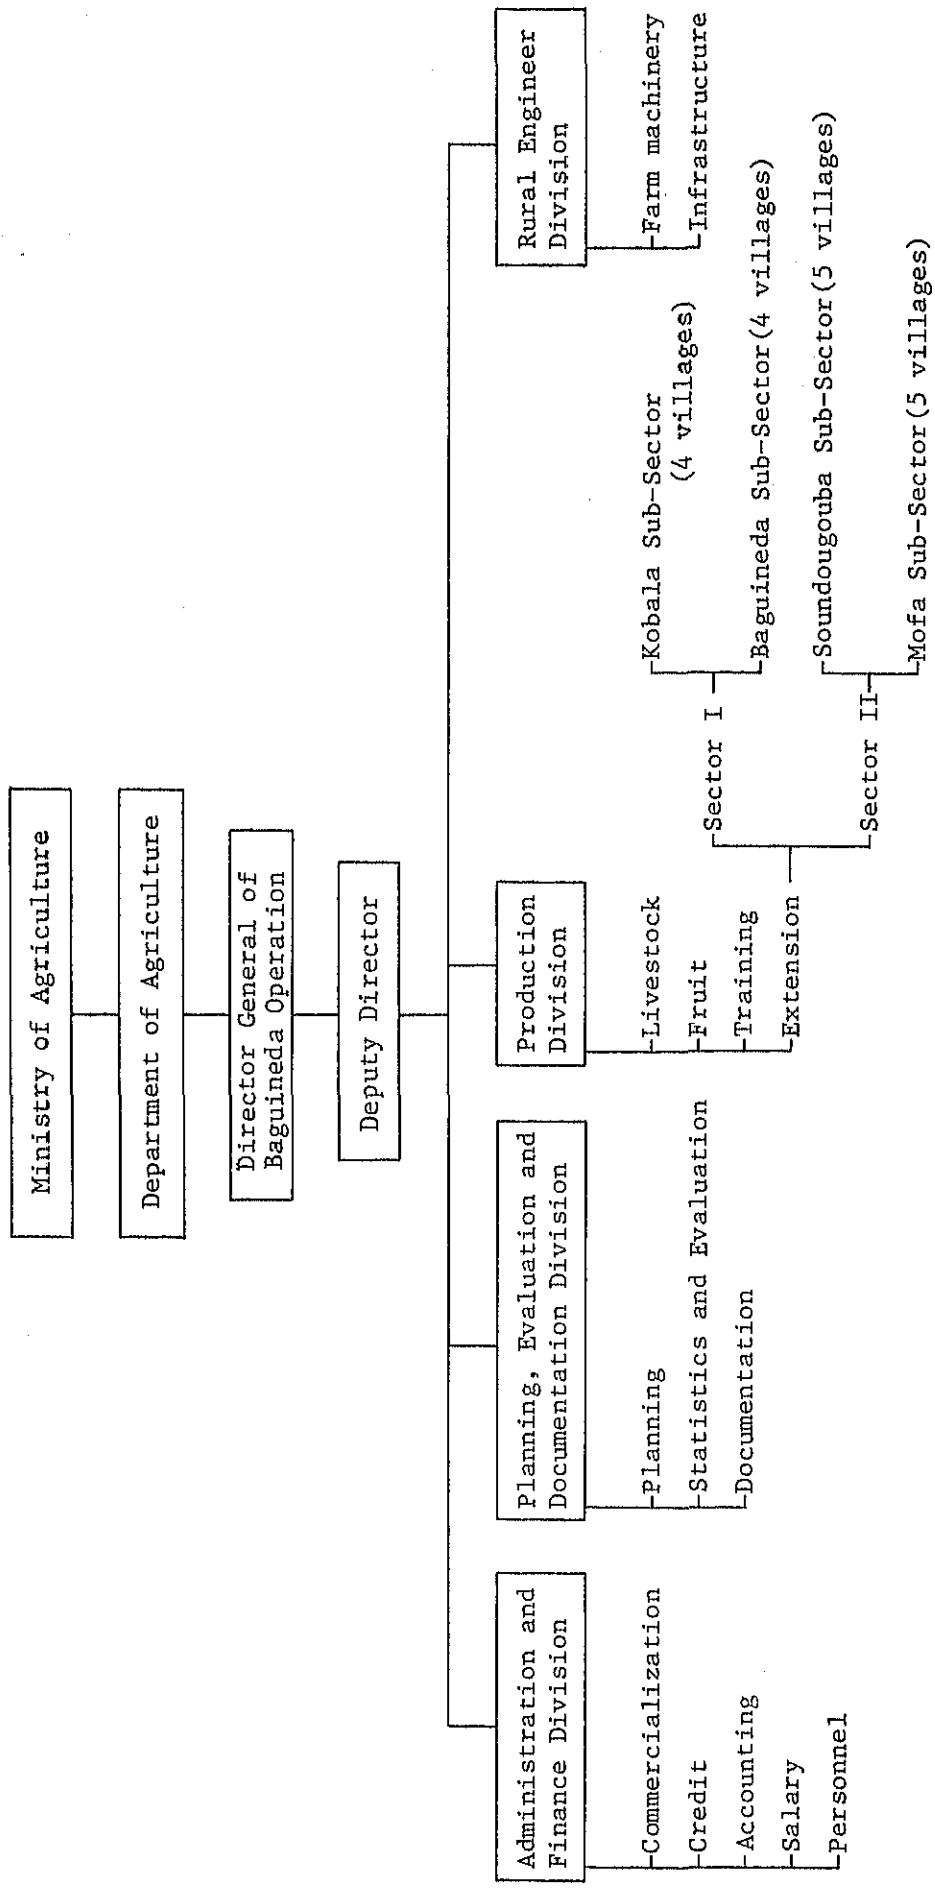 Ministry of Agriculture
Department of Agriculture
Director General of
Baguineda Operation
Deputy Director
Administration and
Finance Division
Commercialization
Credit
Accounting
Salary
Personnel
Planning, Evaluation and
Documentation Division
Planning
Statistics and Evaluation
Documentation
Production
Division
Livestock
Fruit
Training
Extension
Sector I
Kobala Sub-Sector
(4 villages)
Baguineda Sub-Sector(4 villages)
Sector II
Soundougouba Sub-Sector(5 villages)
Mofa Sub-Sector(5 villages)
Rural Engineer
Division
Farm machinery
Infrastructure